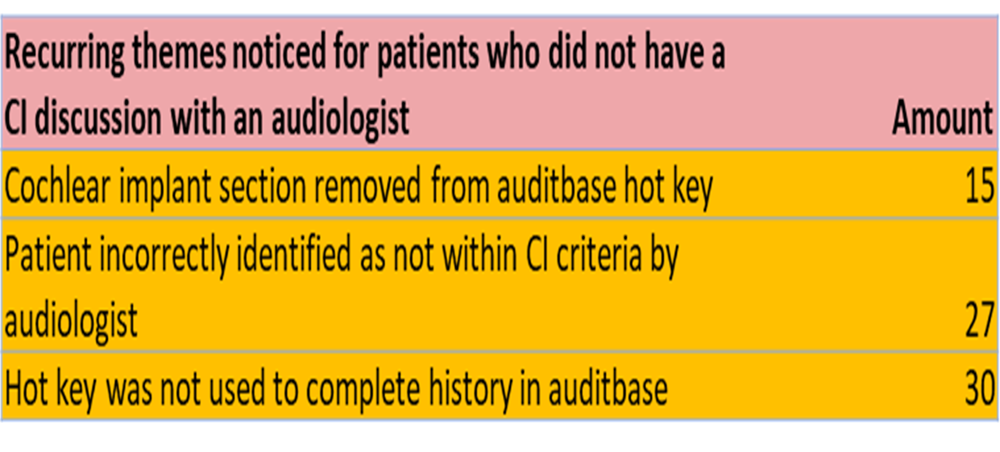 Recurring themes noticed for patients who did not have a
CI discussion with an audiologist Amount
Cochlear implant section removed from auditbase hot key 15
Patient incorrectly identified as not within CI criteria by
audiologist 27
Hot key was not used to complete history in auditbase 30